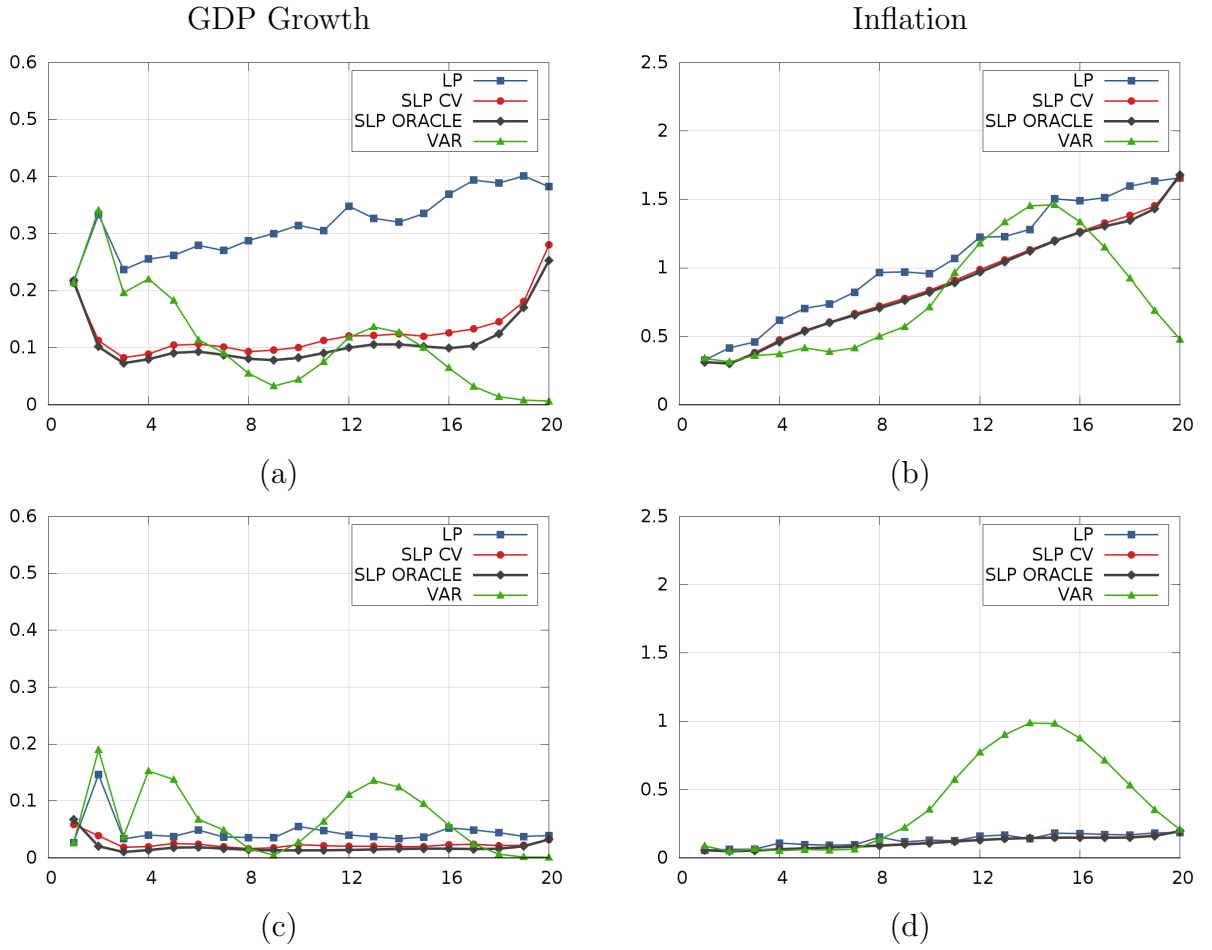 GDP Growth
Inflation
0.6
0.5
0.4
0.3
0.2
0.1
0
0 4 8 12 16 20
LP
SLP CV
SLP ORACLE
VAR
(a)
2.5
2
1.5
1
0.5
0
0 4 8 12 16 20
LP
SLP CV
SLP ORACLE
VAR
(b)
0.6
0.5
0.4
0.3
0.2
0.1
0
0 4 8 12 16 20
LP
SLP CV
SLP ORACLE
VAR
(c)
2.5
2
1.5
1
0.5
0
0 4 8 12 16 20
LP
SLP CV
SLP ORACLE
VAR
(d)